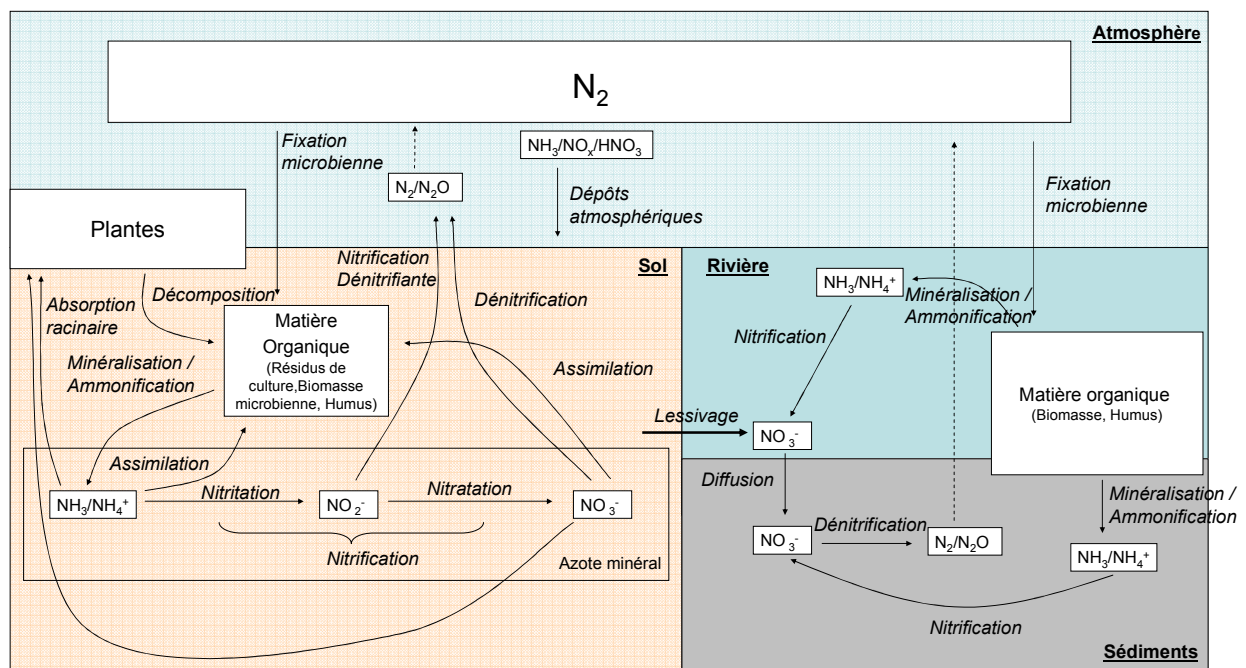 Atmosphère
N2
Fixation
microbienne
NH3/NOx/HNO3
N2/N2O
Dépôts
atmosphériques
Fixation
microbienne
Plantes
Nitrification
Dénitrifiante
Sol
Rivière
Absorption
racinaire
Décomposition
Dénitrification
NH3/NH4+
Minéralisation /
Ammonification
Matière
Organique
(Résidus de
culture,Biomasse
microbienne, Humus)
Nitrification
Minéralisation /
Ammonification
Assimilation
Matière organique
(Biomasse, Humus)
Lessivage
NO3-
Assimilation
Diffusion
Minéralisation /
Ammonification
NH3/NH4+
Nitritation
NO2-
Nitratation
NO3-
Nitrification
Azote minéral
NO3-
Dénitrification
N2/N2O
NH3/NH4+
Nitrification
Sédiments